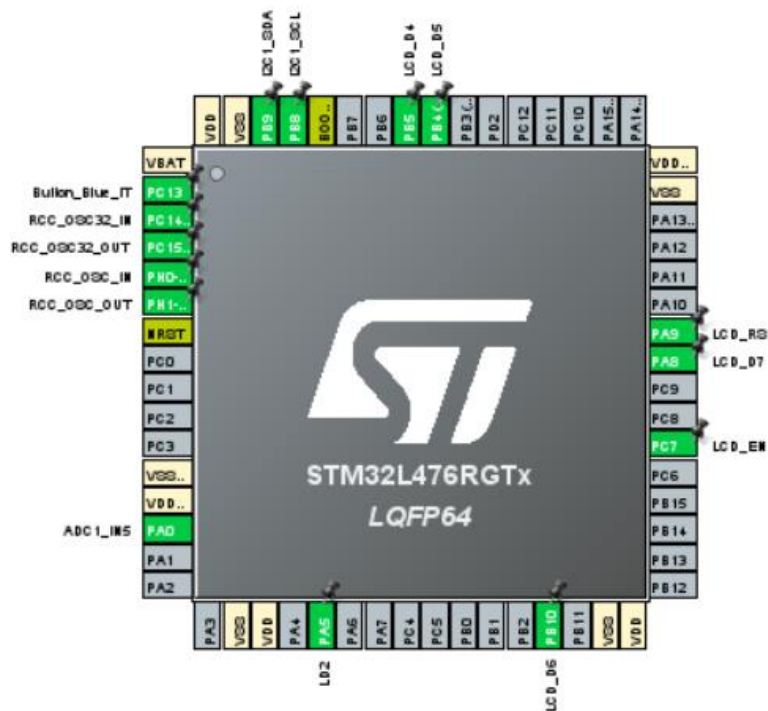 I2C1_SDA
I2C1_SCL
LCD_D4
LCD_D5
VDD
VSS
PB9
PB8
BOO..
PB7
PB6
PB5
PB4(..
PB3(..
PD2
PC12
PC11
PC10
PA15..
PA14..
VBAT
Button_Blue_IT PC13
RCC_OSC32_IN PC14..
RCC_OSC32_OUT PC15..
RCC_OSC_IN PH0-..
RCC_OSC_OUT PH1-..
NRST
PC0
PC1
PC2
PC3
VSS..
VDD..
ADC1_IN5 PA0
PA1
PA2
VDD..
VSS
PA13..
PA12
PA11
PA10
PA9 LCD_RS
PA8 LCD_D7
PC9
PC8
PC7 LCD_EN
PC6
PB15
PB14
PB13
PB12
ST
STM32L476RGTx
LQFP64
PA3
VSS
VDD
PA4
PA5
PA6
PA7
PC4
PC5
PB0
PB1
PB2
PB10
PB11
VSS
VDD
LD2
LCD_D6